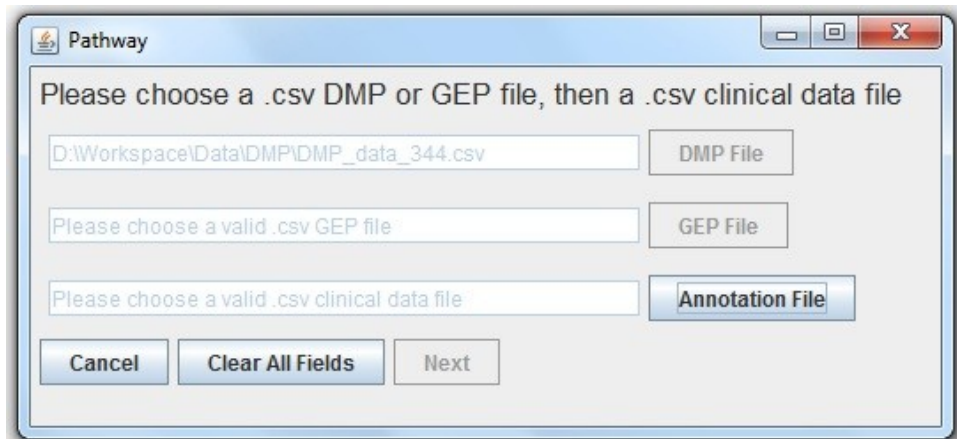 Pathway
Please choose a .csv DMP or GEP file, then a .csv clinical data file
D:\Workspace\Data\DMP\DMP_data_344.csv DMP File
Please choose a valid .csv GEP file GEP File
Please choose a valid .csv clinical data file Annotation File
Cancel Clear All Fields Next